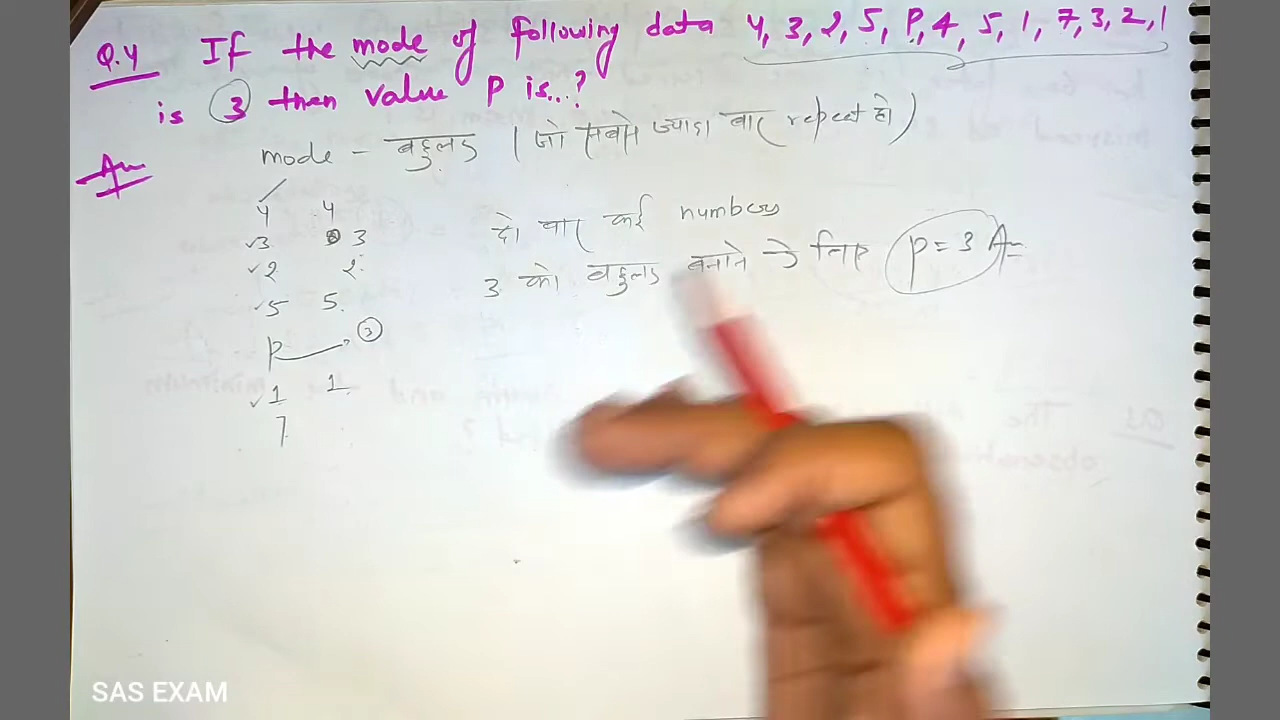 Q.4 If the mode of following data 4, 3, 2, 5, P, 4, 5, 1, 7, 3, 2, 1
is 3 then value P is...?
Ans
mode - बहुलक (जो सबसे ज्यादा बार repeat हो)
4 4
3 3
2 2
5 5
P 3
1 1
7
दो बार कई numbers
3 को बहुलक बनाने के लिए P = 3 Ans
SAS EXAM